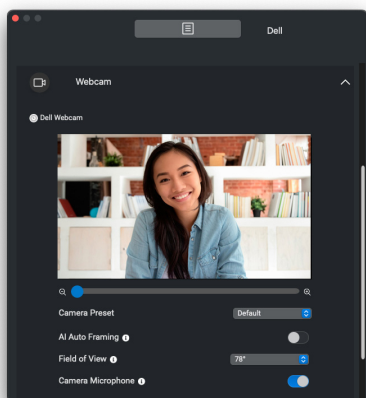 Dell
Webcam
Dell Webcam
Camera Preset
Default
AI Auto Framing
Field of View
78°
Camera Microphone